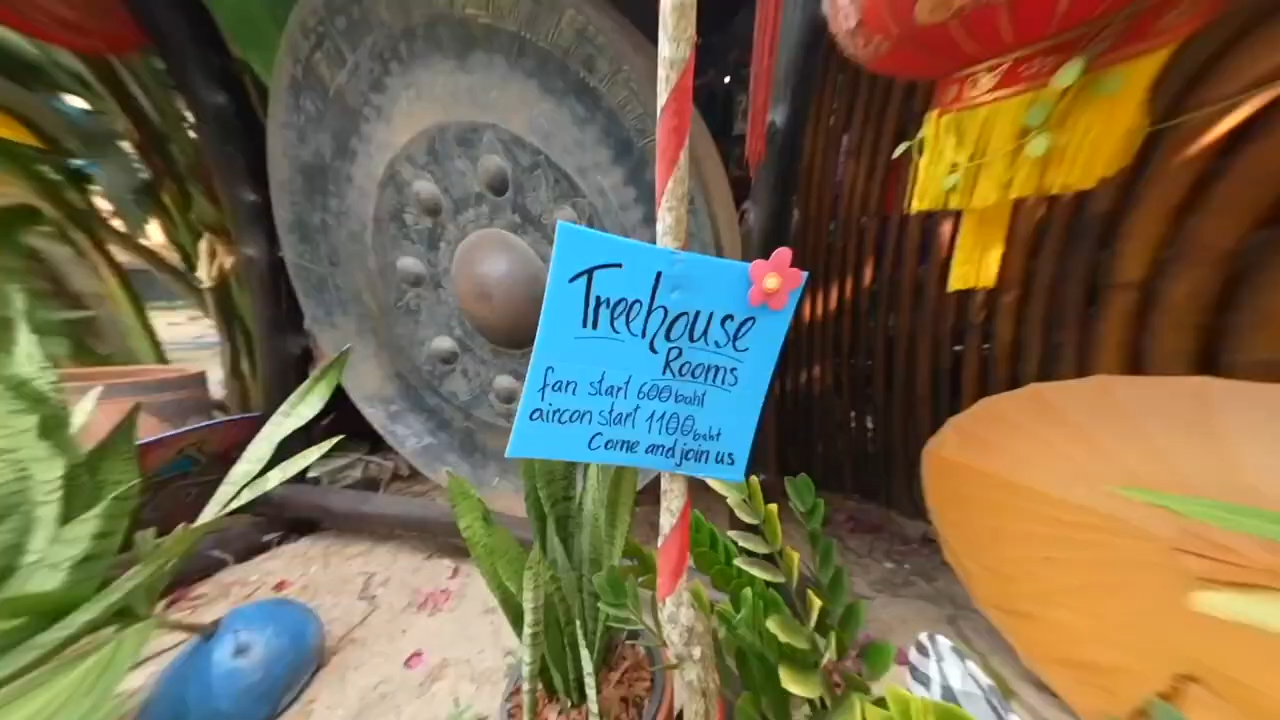 Treehouse
Rooms
fan start 600 baht
aircon start 1100 baht
Come and join us